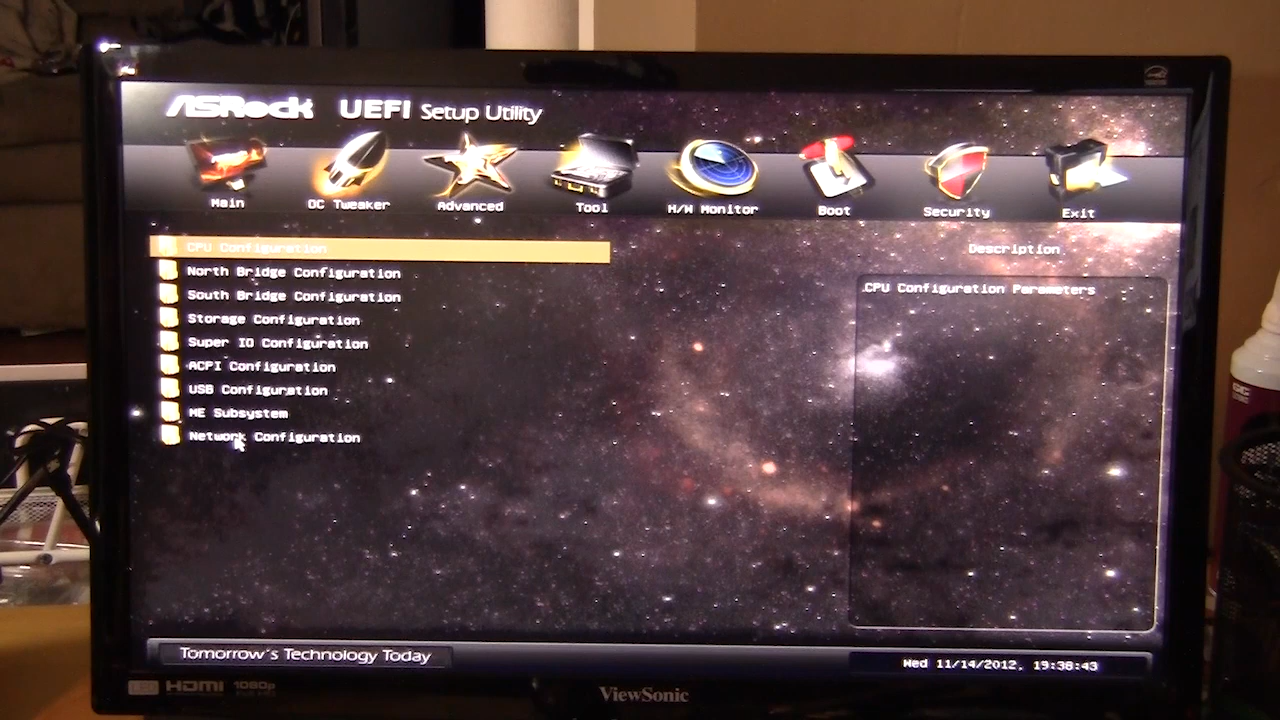 ASRock UEFI Setup Utility
Main OC Tweaker Advanced Tool H/W Monitor Boot Security Exit
CPU Configuration
North Bridge Configuration
South Bridge Configuration
Storage Configuration
Super IO Configuration
ACPI Configuration
USB Configuration
ME Subsystem
Network Configuration
Description
CPU Configuration Parameters
Tomorrow's Technology Today
Wed 11/14/2012, 19:38:43
HDMI 1080p
ViewSonic